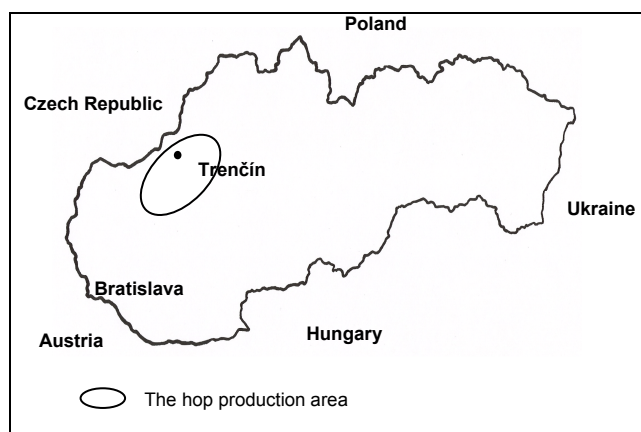 Poland
Czech Republic
Trenčín
Ukraine
Bratislava
Hungary
Austria
The hop production area